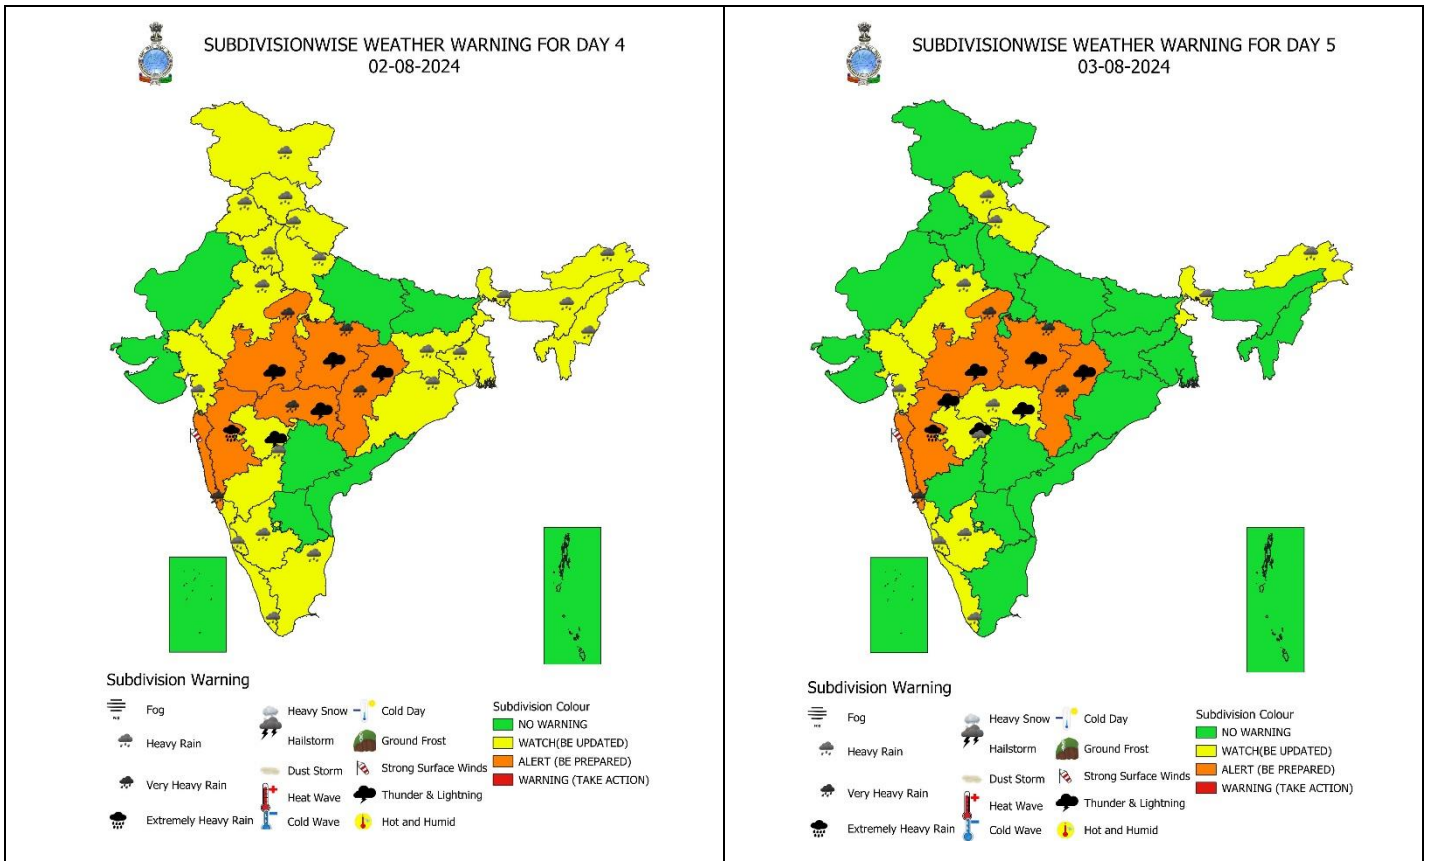 SUBDIVISIONWISE WEATHER WARNING FOR DAY 4
02-08-2024
Subdivision Warning
Fog
Heavy Rain
Very Heavy Rain
Extremely Heavy Rain
Heavy Snow
Hailstorm
Dust Storm
Heat Wave
Cold Wave
Cold Day
Ground Frost
Strong Surface Winds
Thunder & Lightning
Hot and Humid
Subdivision Colour
NO WARNING
WATCH(BE UPDATED)
ALERT (BE PREPARED)
WARNING (TAKE ACTION)
SUBDIVISIONWISE WEATHER WARNING FOR DAY 5
03-08-2024
Subdivision Warning
Fog
Heavy Rain
Very Heavy Rain
Extremely Heavy Rain
Heavy Snow
Hailstorm
Dust Storm
Heat Wave
Cold Wave
Cold Day
Ground Frost
Strong Surface Winds
Thunder & Lightning
Hot and Humid
Subdivision Colour
NO WARNING
WATCH(BE UPDATED)
ALERT (BE PREPARED)
WARNING (TAKE ACTION)